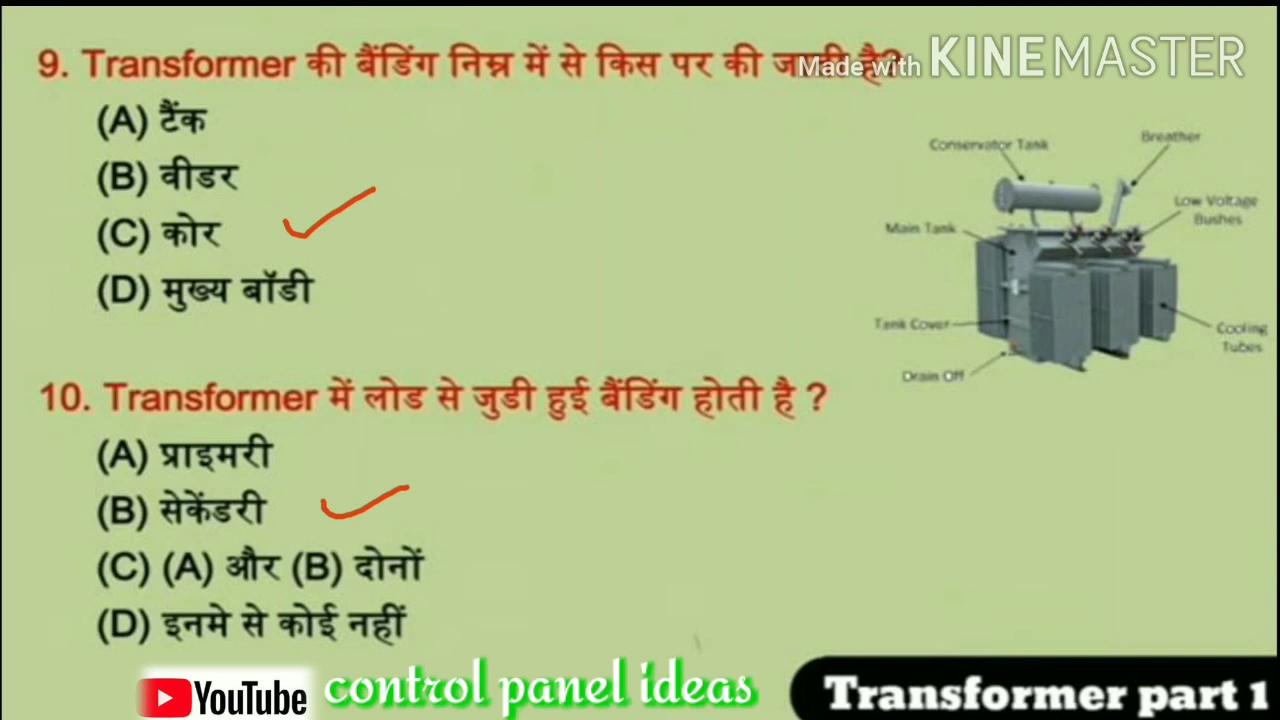 9. Transformer की बैंडिंग निम्न में से किस पर की जाती है?
Made with KINEMASTER
(A) टैंक
(B) वीडर
(C) कोर
(D) मुख्य बॉडी
Conservator Tank
Breather
Low Voltage
Bushes
Main Tank
Tank Cover
Cooling
Tubes
Drain Off
10. Transformer में लोड से जुडी हुई बैंडिंग होती है ?
(A) प्राइमरी
(B) सेकेंडरी
(C) (A) और (B) दोनों
(D) इनमे से कोई नहीं
YouTube control panel ideas
Transformer part 1